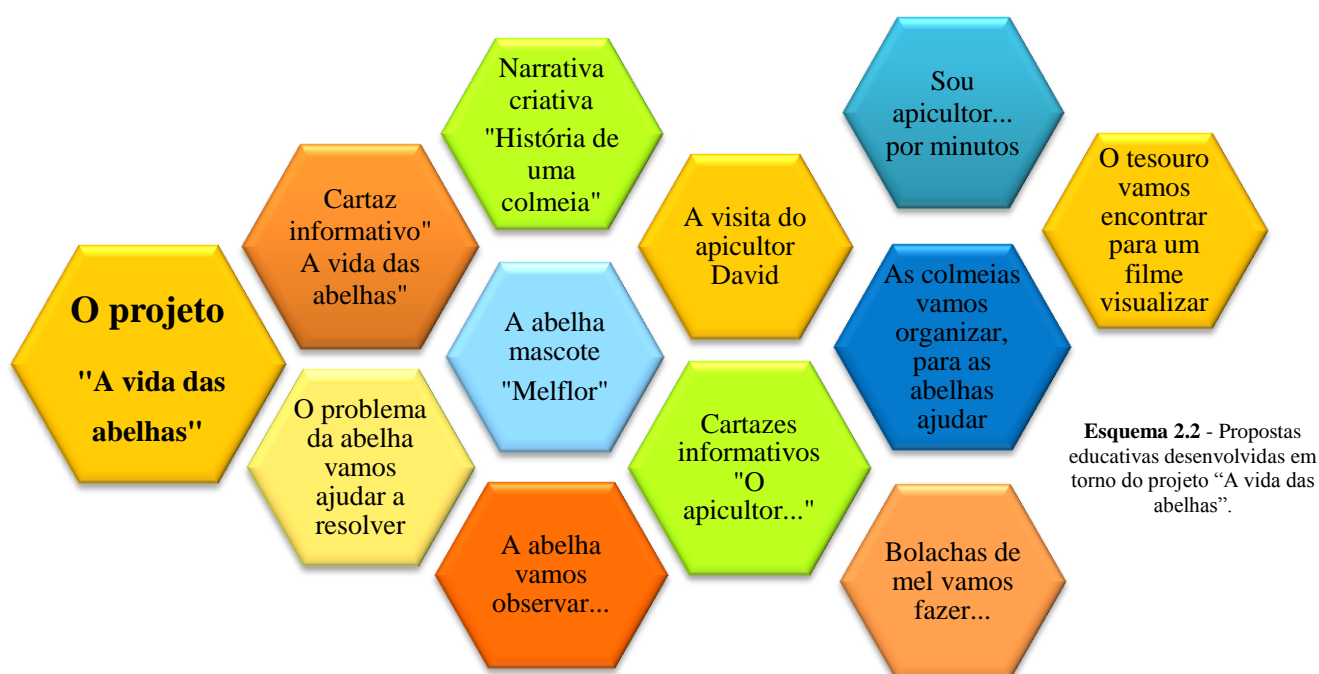 O projeto
"A vida das
abelhas"
Cartaz
informativo"
A vida das
abelhas"
O problema
da abelha
vamos
ajudar a
resolver
Narrativa
criativa
"História de
uma
colmeia"
A abelha
mascote
"Melflor"
A abelha
vamos
observar...
A visita do
apicultor
David
Cartazes
informativos
"O
apicultor..."
Sou
apicultor...
por minutos
As colmeias
vamos
organizar,
para as
abelhas
ajudar
Bolachas de
mel vamos
fazer...
O tesouro
vamos
encontrar
para um
filme
visualizar
Esquema 2.2 - Propostas
educativas desenvolvidas em
torno do projeto “A vida das
abelhas”.